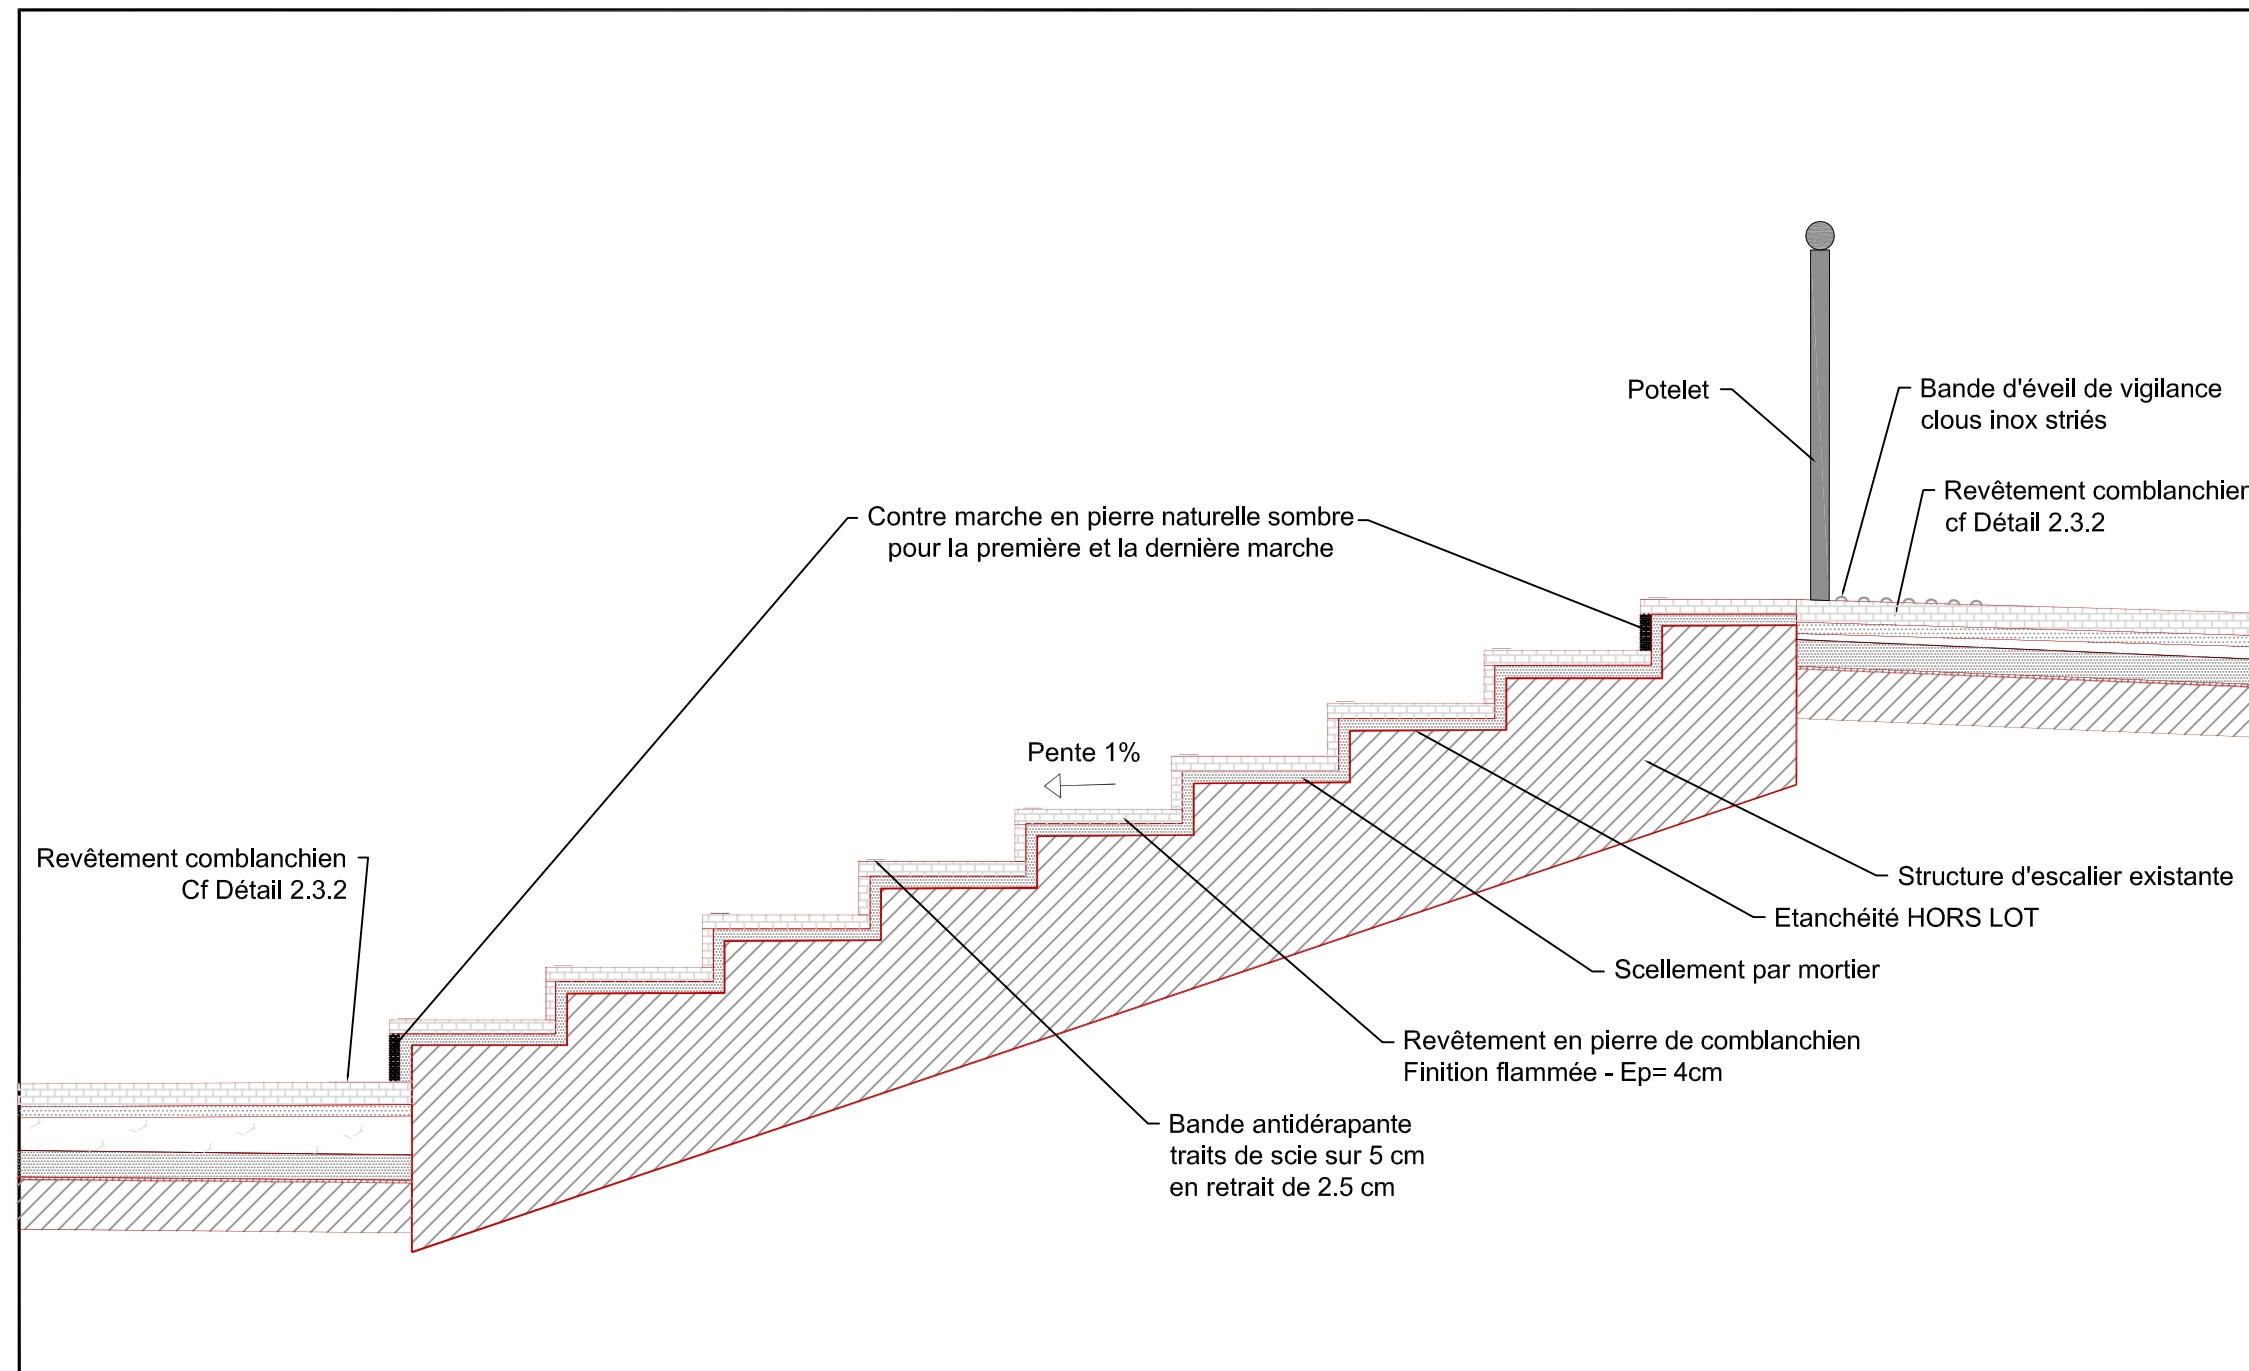 Potelet
Bande d'éveil de vigilance
clous inox striés
Revêtement comblanchien
cf Détail 2.3.2
Contre marche en pierre naturelle sombre
pour la première et la dernière marche
Pente 1%
Revêtement comblanchien
Cf Détail 2.3.2
Structure d'escalier existante
Etanchéité HORS LOT
Scellement par mortier
Revêtement en pierre de comblanchien
Finition flammée - Ep= 4cm
Bande antidérapante
traits de scie sur 5 cm
en retrait de 2.5 cm